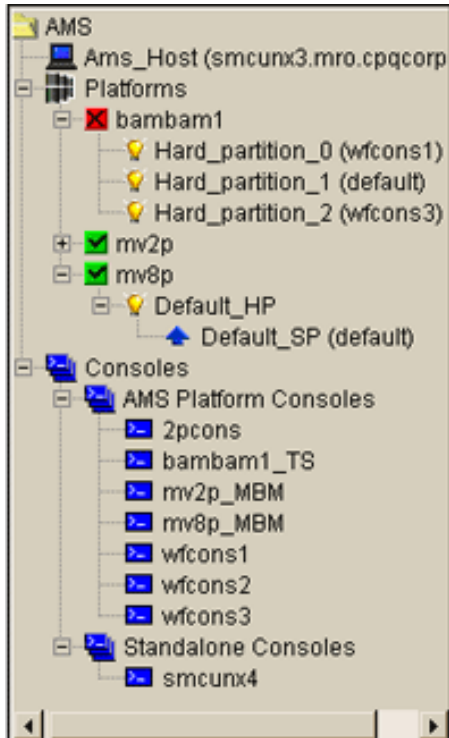 AMS
Ams_Host (smcunx3.mro.cpqcorp
Platforms
bambam1
Hard_partition_0 (wfcons1)
Hard_partition_1 (default)
Hard_partition_2 (wfcons3)
mv2p
mv8p
Default_HP
Default_SP (default)
Consoles
AMS Platform Consoles
2pcons
bambam1_TS
mv2p_MBM
mv8p_MBM
wfcons1
wfcons2
wfcons3
Standalone Consoles
smcunx4